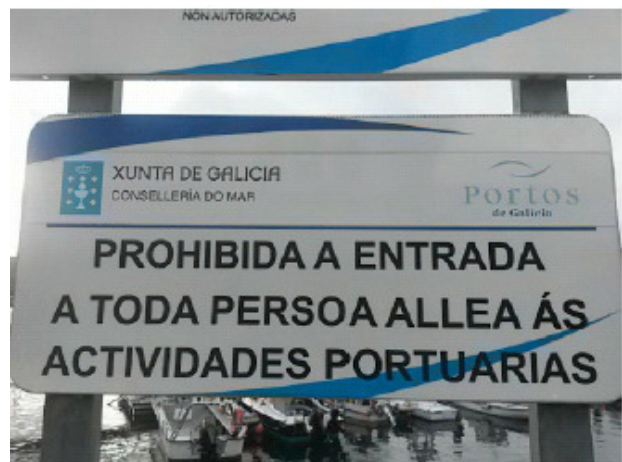 NON AUTORIZADAS
XUNTA DE GALICIA
CONSELLERÍA DO MAR
Portos
de Galicia
PROHIBIDA A ENTRADA
A TODA PERSOA ALLEA ÁS
ACTIVIDADES PORTUARIAS